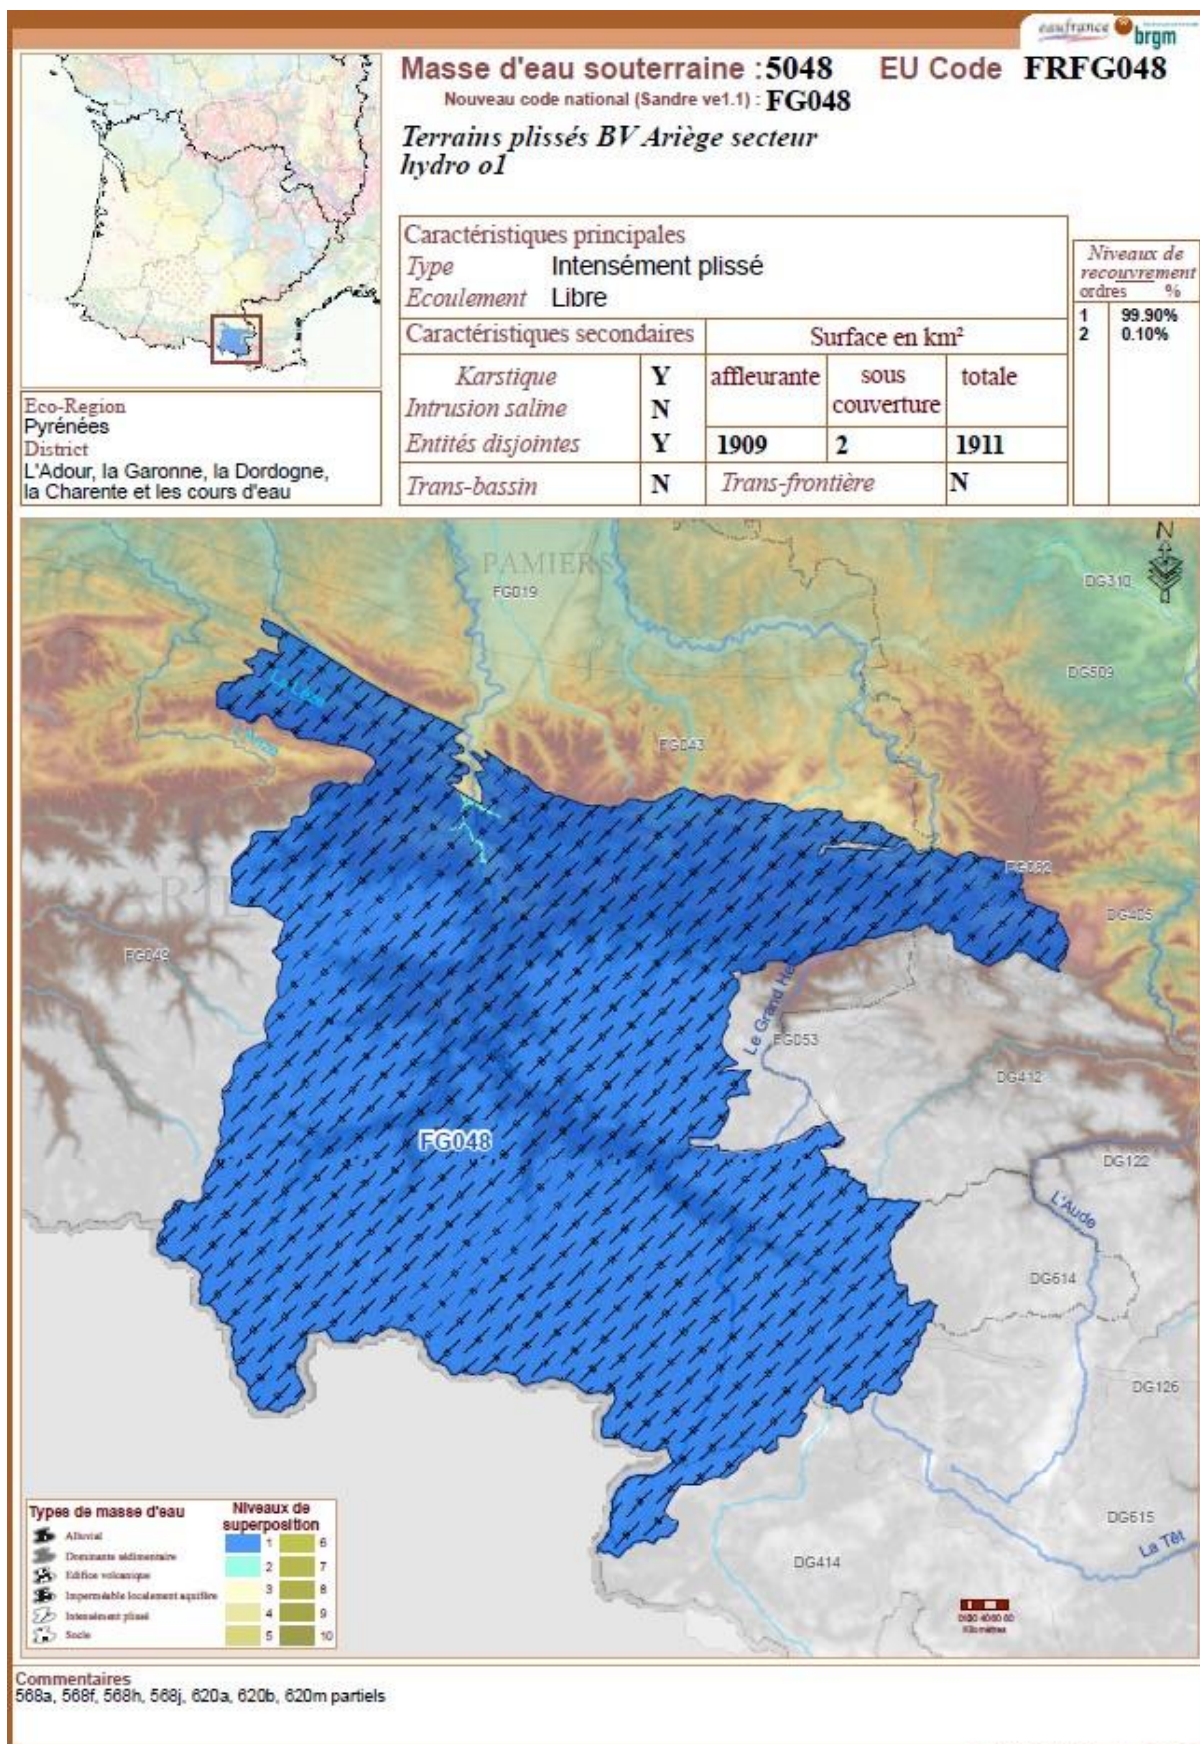 eaufrance brgm
Masse d'eau souterraine : 5048 EU Code FRFG048
Nouveau code national (Sandre ve1.1) : FG048
Terrains plissés BV Ariège secteur
hydro o1
Caractéristiques principales
Type Intensément plissé
Ecoulement Libre
Caractéristiques secondaires
Karstique Y
Intrusion saline N
Entités disjointes Y
Trans-bassin N
Surface en km²
affleurante sous couverture totale
1909 2 1911
Trans-frontière N
Niveaux de
recouvrement
ordres %
1 99.90%
2 0.10%
Eco-Region
Pyrénées
District
L'Adour, la Garonne, la Dordogne,
la Charente et les cours d'eau
N
PAMIERS
FG019
DG310
DG509
La Lèze
L'Arize
FG043
FG082
DG405
FG049
Le Grand He
FG053
DG412
FG048
DG122
L'Aude
DG614
DG126
DG615
La Têt
DG414
Kilomètres
Types de masse d'eau
Alluvial
Dominante sédimentaire
Edifice volcanique
Imperméable localement aquifère
Intensément plissé
Socle
Niveaux de
superposition
1 6
2 7
3 8
4 9
5 10
Commentaires
568a, 568f, 568h, 568j, 620a, 620b, 620m partiels